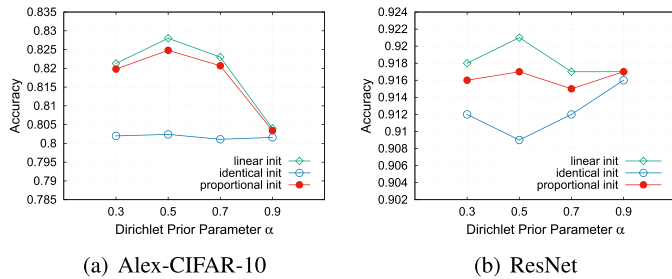 0.835
0.83
0.825
0.82
0.815
0.81
0.805
0.8
0.795
0.79
0.785
Accuracy
0.3 0.5 0.7 0.9
Dirichlet Prior Parameter α
linear init
identical init
proportional init
(a) Alex-CIFAR-10
0.924
0.922
0.92
0.918
0.916
0.914
0.912
0.91
0.908
0.906
0.904
0.902
Accuracy
0.3 0.5 0.7 0.9
Dirichlet Prior Parameter α
linear init
identical init
proportional init
(b) ResNet